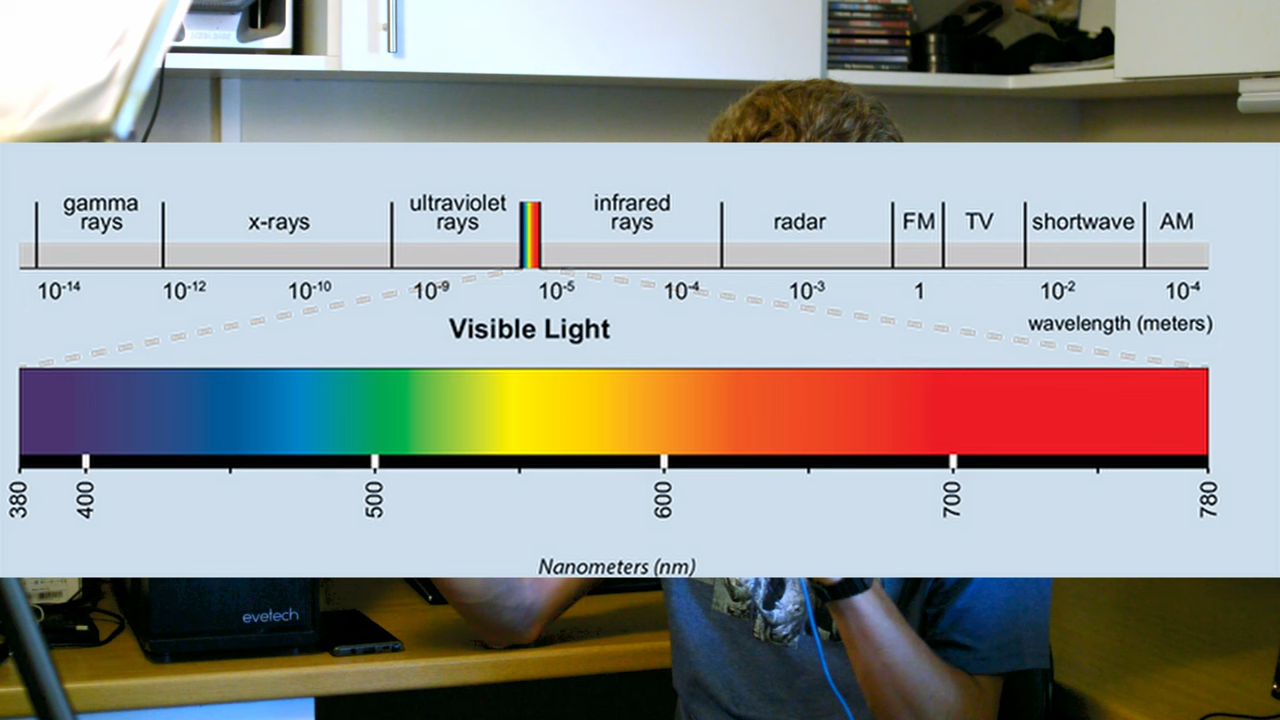 gamma rays
x-rays
ultraviolet rays
infrared rays
radar
FM
TV
shortwave
AM
10-14 10-12 10-10 10-9 10-5 10-4 10-3 1 10-2 10-4
wavelength (meters)
Visible Light
380 400 500 600 700 780
Nanometers (nm)
evetech